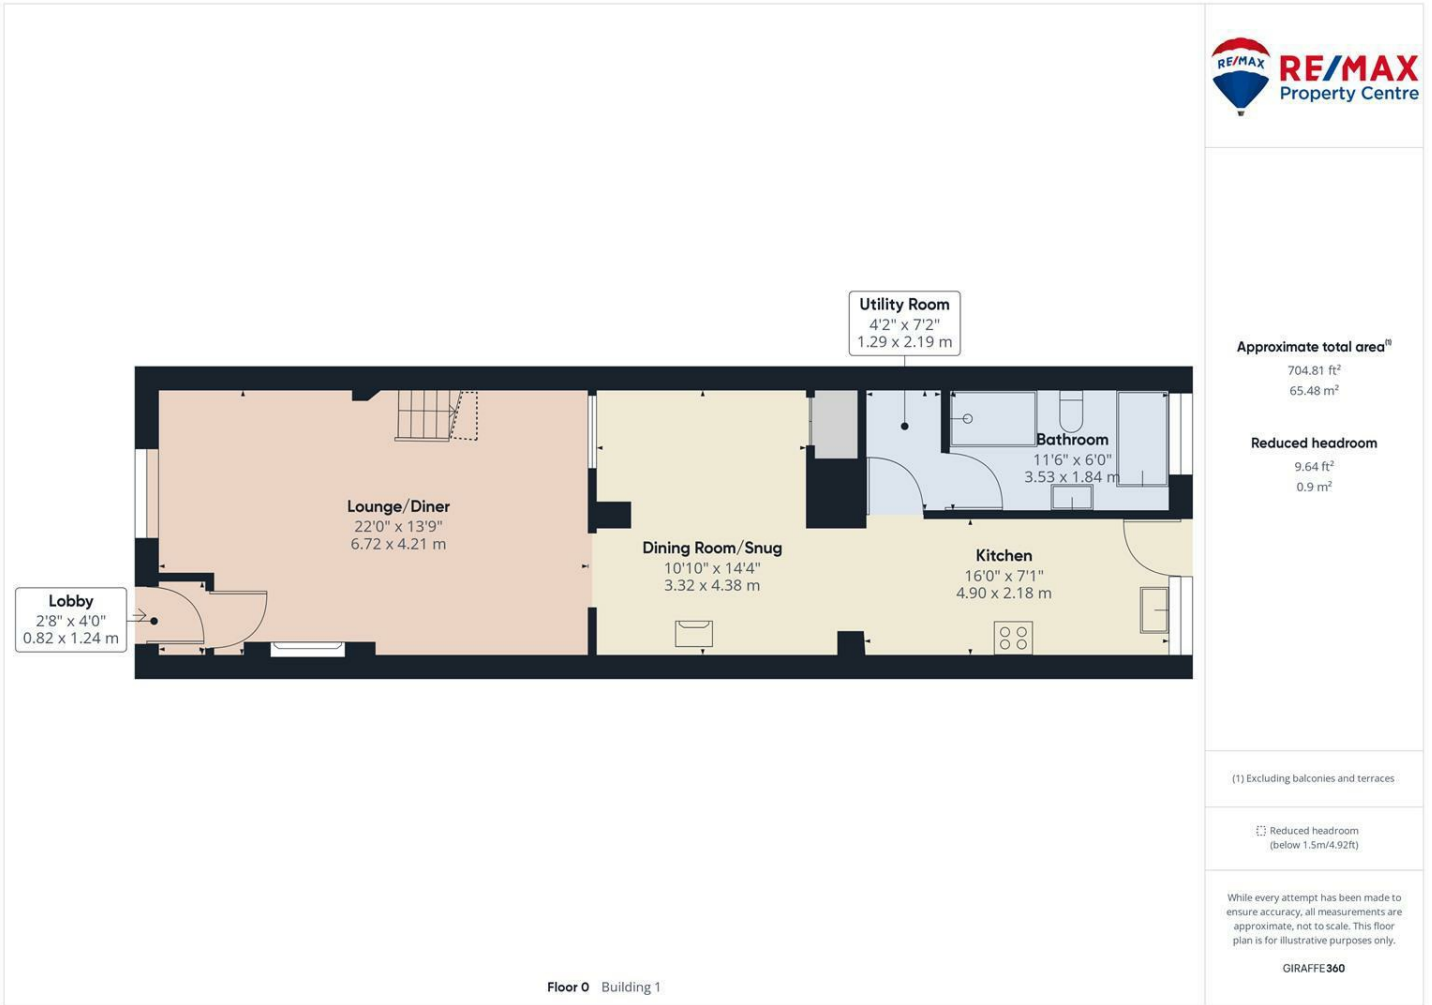 RE/MAX
RE/MAX
Property Centre
Utility Room
4'2" x 7'2"
1.29 x 2.19 m
Bathroom
11'6" x 6'0"
3.53 x 1.84 m
Lounge/Diner
22'0" x 13'9"
6.72 x 4.21 m
Dining Room/Snug
10'10" x 14'4"
3.32 x 4.38 m
Kitchen
16'0" x 7'1"
4.90 x 2.18 m
Lobby
2'8" x 4'0"
0.82 x 1.24 m
Floor 0 Building 1
Approximate total area(1)
704.81 ft²
65.48 m²
Reduced headroom
9.64 ft²
0.9 m²
(1) Excluding balconies and terraces
Reduced headroom
(below 1.5m/4.92ft)
While every attempt has been made to
ensure accuracy, all measurements are
approximate, not to scale. This floor
plan is for illustrative purposes only.
GIRAFFE360